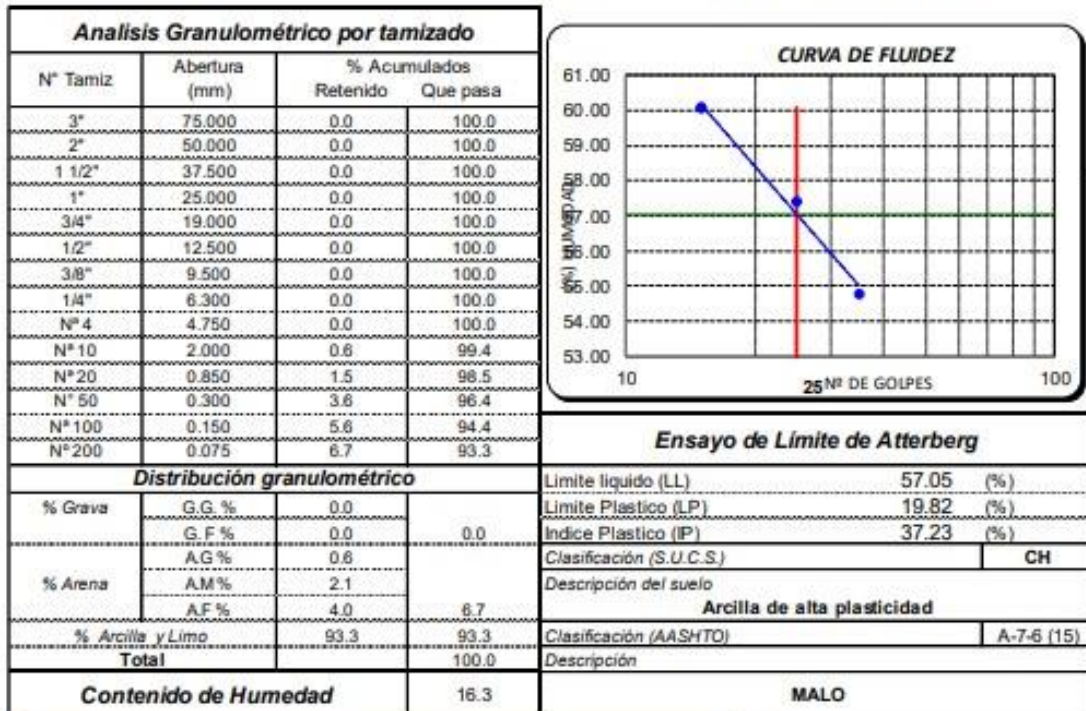 Analisis Granulométrico por tamizado
N° Tamiz Abertura (mm) % Acumulados
Retenido Que pasa
3" 75.000 0.0 100.0
2" 50.000 0.0 100.0
1 1/2" 37.500 0.0 100.0
1" 25.000 0.0 100.0
3/4" 19.000 0.0 100.0
1/2" 12.500 0.0 100.0
3/8" 9.500 0.0 100.0
1/4" 6.300 0.0 100.0
Nª 4 4.750 0.0 100.0
Nª 10 2.000 0.6 99.4
Nª 20 0.850 1.5 98.5
N° 50 0.300 3.6 96.4
Nª 100 0.150 5.6 94.4
Nª 200 0.075 6.7 93.3
Distribución granulométrico
% Grava G.G. % 0.0
G. F % 0.0 0.0
A.G % 0.6
% Arena A.M % 2.1
A.F % 4.0 6.7
% Arcilla y Limo 93.3 93.3
Total 100.0
Contenido de Humedad 16.3
CURVA DE FLUIDEZ
61.00
60.00
59.00
58.00
57.00
56.00
55.00
54.00
53.00
(%) HUMEDAD
10 25 Nº DE GOLPES 100
Ensayo de Límite de Atterberg
Limite liquido (LL) 57.05 (%)
Limite Plastico (LP) 19.82 (%)
Indice Plastico (IP) 37.23 (%)
Clasificación (S.U.C.S.) CH
Descripción del suelo
Arcilla de alta plasticidad
Clasificación (AASHTO) A-7-6 (15)
Descripción
MALO